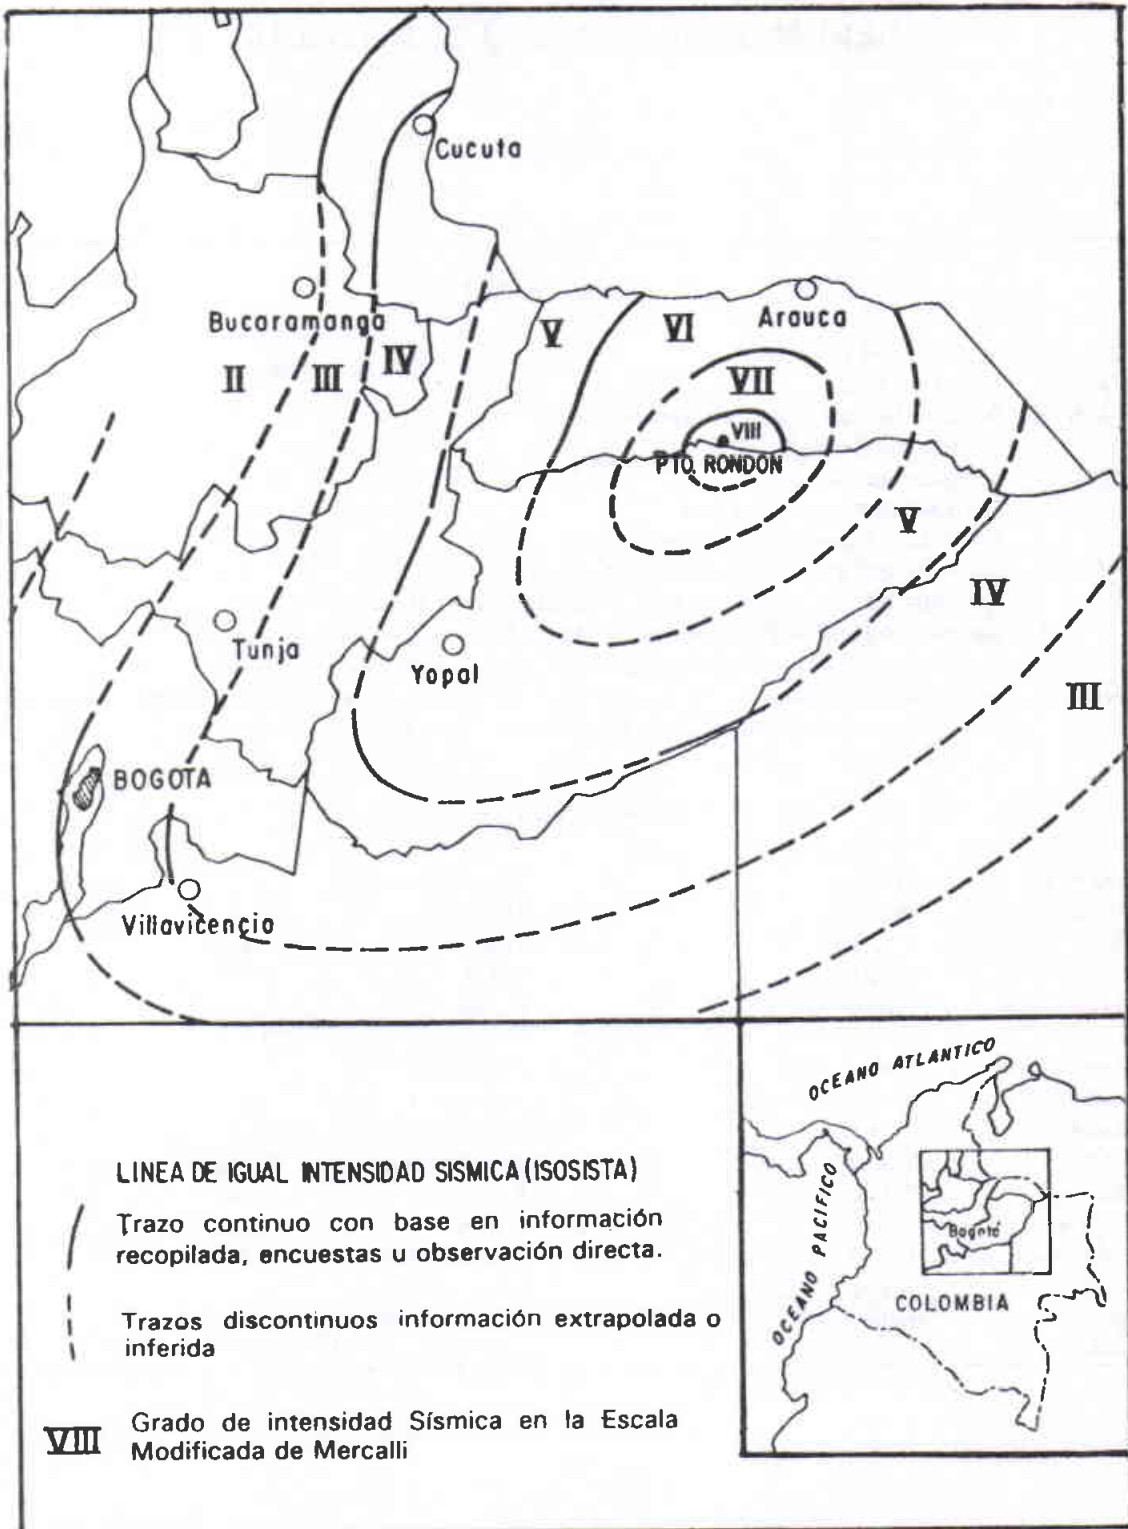 Cucuta
Bucaramanga
Arauca
V
VI
IV
II
III
VII
VIII
PTO. RONDON
V
IV
Tunja
Yopal
III
BOGOTA
Villavicencio
OCEANO ATLANTICO
OCEANO PACIFICO
Bogotá
COLOMBIA
LINEA DE IGUAL INTENSIDAD SISMICA (ISOSISTA)
Trazo continuo con base en información
recopilada, encuestas u observación directa.
Trazos discontinuos información extrapolada o
inferida
VIII
Grado de intensidad Sísmica en la Escala
Modificada de Mercalli